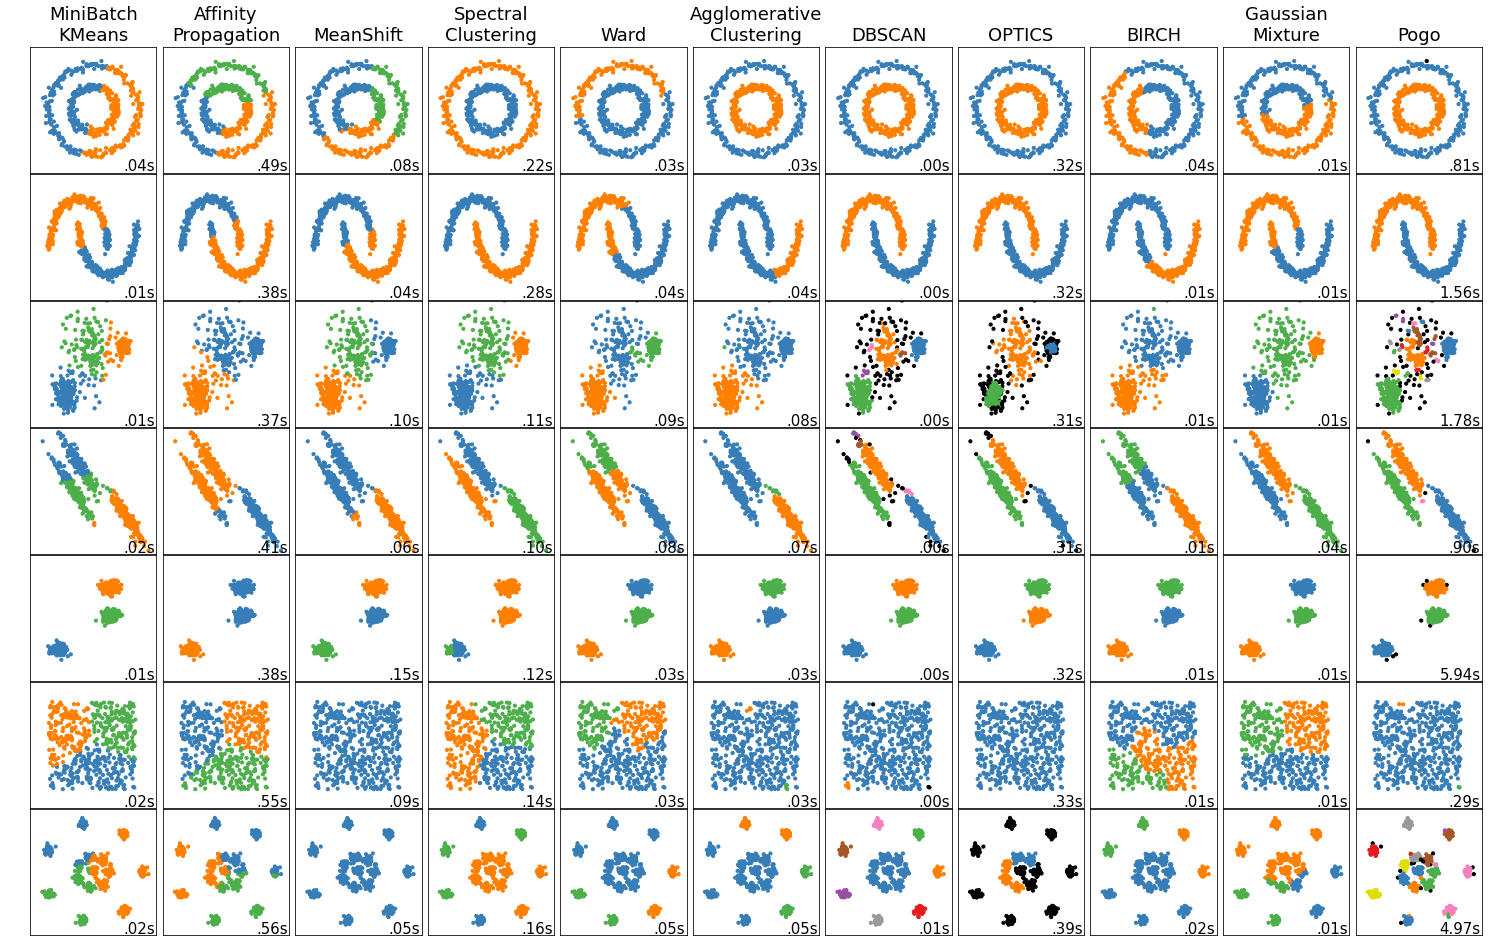 MiniBatch
KMeans
Affinity
Propagation
MeanShift
Spectral
Clustering
Ward
Agglomerative
Clustering
DBSCAN
OPTICS
BIRCH
Gaussian
Mixture
Pogo
.04s
.49s
.08s
.22s
.03s
.03s
.00s
.32s
.04s
.01s
.81s
.01s
.38s
.04s
.28s
.04s
.04s
.00s
.32s
.01s
.01s
1.56s
.01s
.37s
.10s
.11s
.09s
.08s
.00s
.31s
.01s
.01s
1.78s
.02s
.41s
.06s
.10s
.08s
.07s
.00s
.31s
.01s
.04s
.90s
.01s
.38s
.15s
.12s
.03s
.03s
.00s
.32s
.01s
.01s
5.94s
.02s
.55s
.09s
.14s
.03s
.03s
.00s
.33s
.01s
.01s
.29s
.02s
.56s
.05s
.16s
.05s
.05s
.01s
.39s
.02s
.01s
4.97s